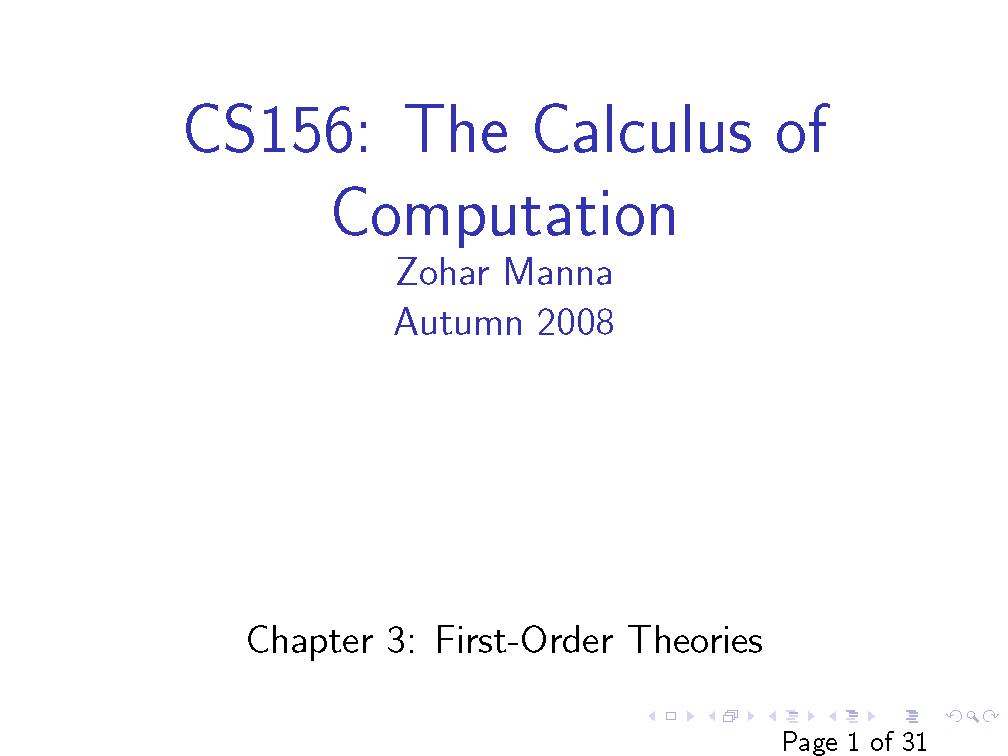 CS156: The Calculus of
Computation
Zohar Manna
Autumn 2008
Chapter 3: First-Order Theories
Page 1 of 31